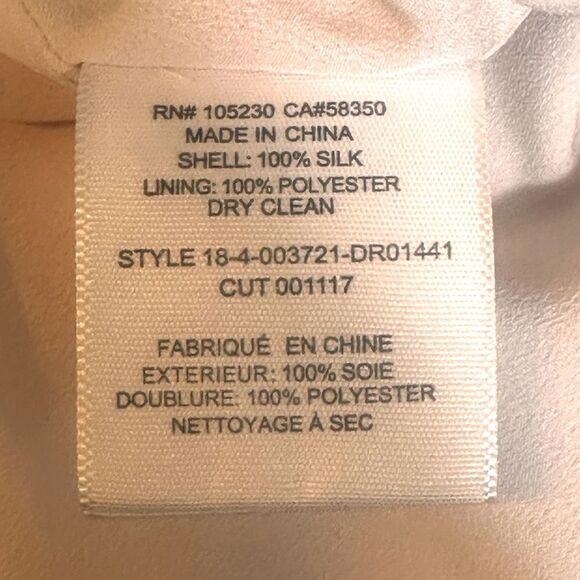 RN# 105230 CA#58350
MADE IN CHINA
SHELL: 100% SILK
LINING: 100% POLYESTER
DRY CLEAN
STYLE 18-4-003721-DR01441
CUT 001117
FABRIQUÉ EN CHINE
EXTERIEUR: 100% SOIE
DOUBLURE: 100% POLYESTER
NETTOYAGE À SEC